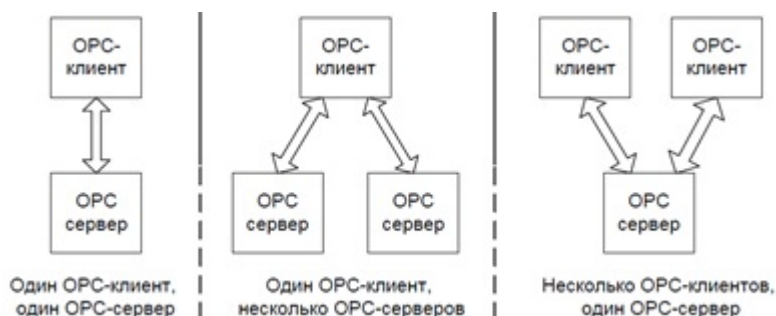 OPC-
клиент
OPC
сервер
Один OPC-клиент,
один OPC-сервер
OPC-
клиент
OPC
сервер
OPC
сервер
Один OPC-клиент,
несколько OPC-серверов
OPC-
клиент
OPC-
клиент
OPC
сервер
Несколько OPC-клиентов,
один OPC-сервер